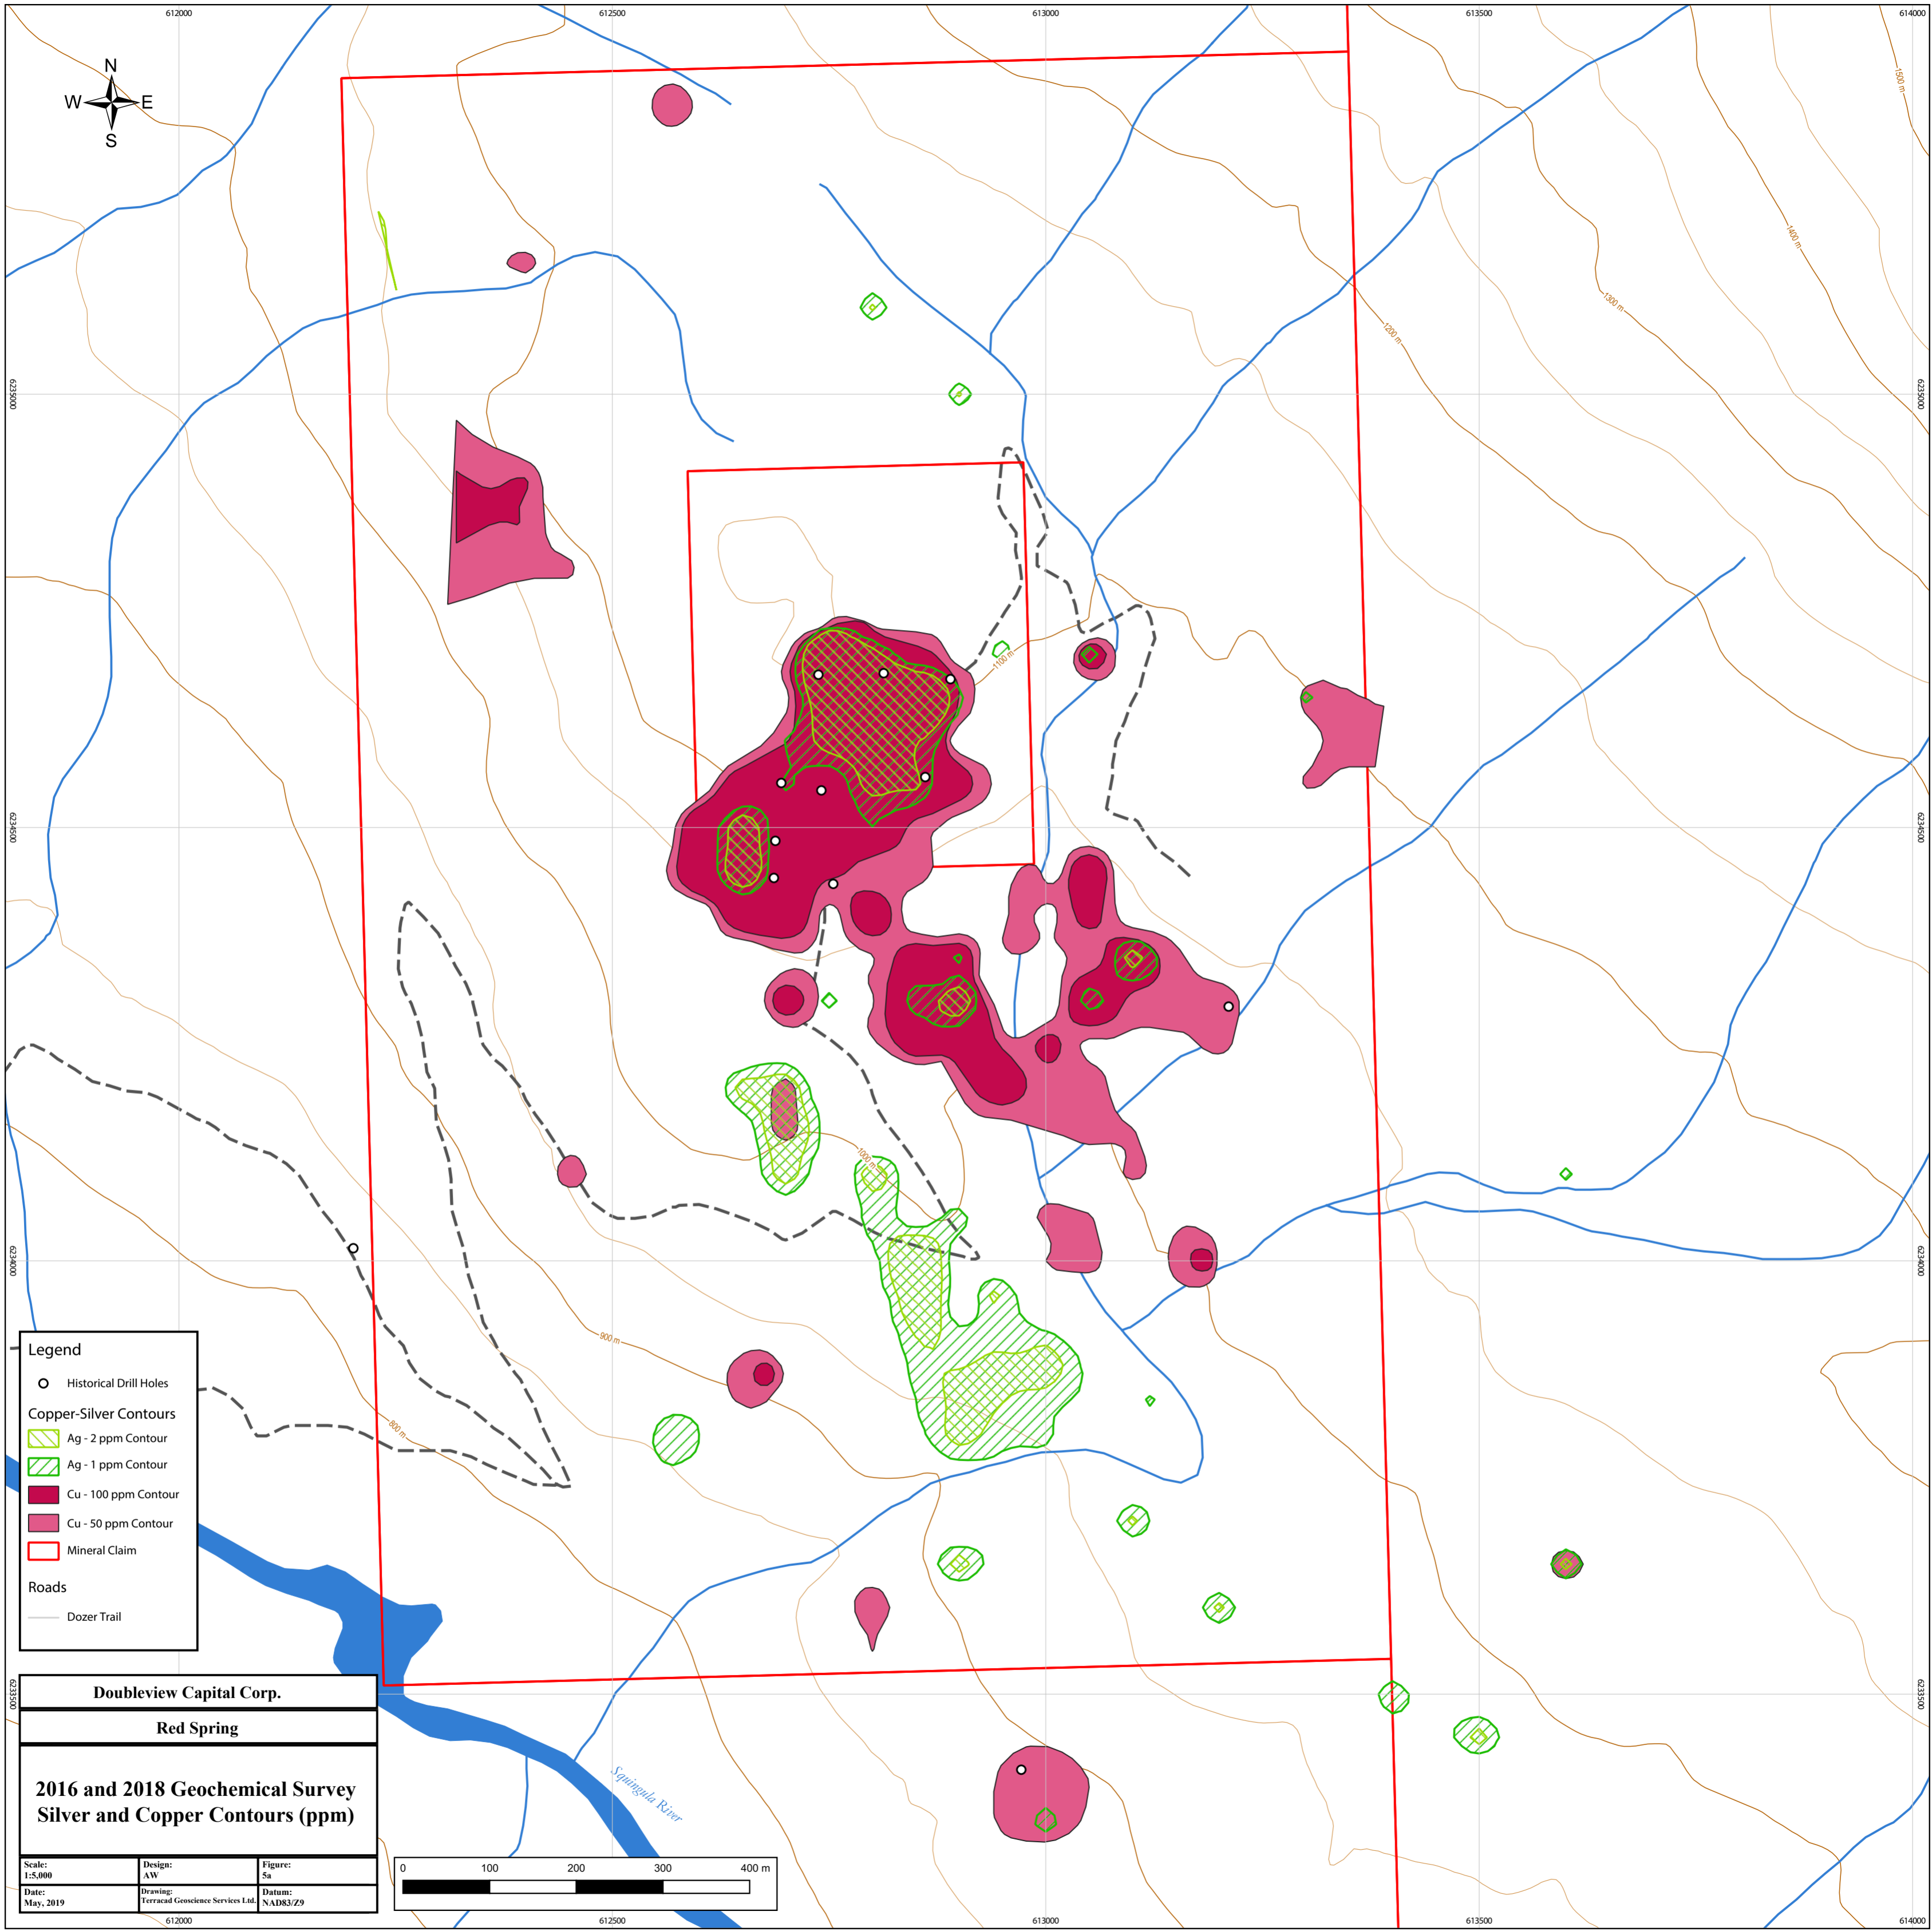 612000
612500
613000
613500
614000
N
W E
S
1500 m
1400 m
1300 m
1200 m
6235000
6235000
1100 m
6234500
6234500
1000 m
6234000
6234000
900 m
800 m
Legend
Historical Drill Holes
Copper-Silver Contours
Ag - 2 ppm Contour
Ag - 1 ppm Contour
Cu - 100 ppm Contour
Cu - 50 ppm Contour
Mineral Claim
Roads
Dozer Trail
6233500
6233500
Doubleview Capital Corp.
Red Spring
2016 and 2018 Geochemical Survey
Silver and Copper Contours (ppm)
Scale:
1:5,000
Design:
AW
Figure:
5a
Date:
May, 2019
Drawing:
Terracad Geoscience Services Ltd.
Datum:
NAD83/Z9
Squingula River
0 100 200 300 400 m
612000
612500
613000
613500
614000